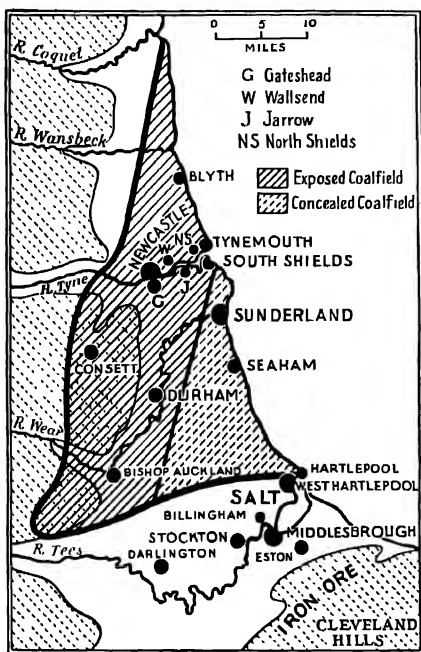 R. Coquet
0 5 10
MILES
G Gateshead
W Wallsend
J Jarrow
NS North Shields
R. Wansbeck
BLYTH
Exposed Coalfield
Concealed Coalfield
NEWCASTLE
W
NS
TYNEMOUTH
SOUTH SHIELDS
R. Tyne
G
J
SUNDERLAND
CONSETT
SEAHAM
DURHAM
R. Wear
BISHOP AUCKLAND
HARTLEPOOL
WEST HARTLEPOOL
SALT
BILLINGHAM
STOCKTON
MIDDLESBROUGH
R. Tees
DARLINGTON
ESTON
IRON ORE
CLEVELAND
HILLS